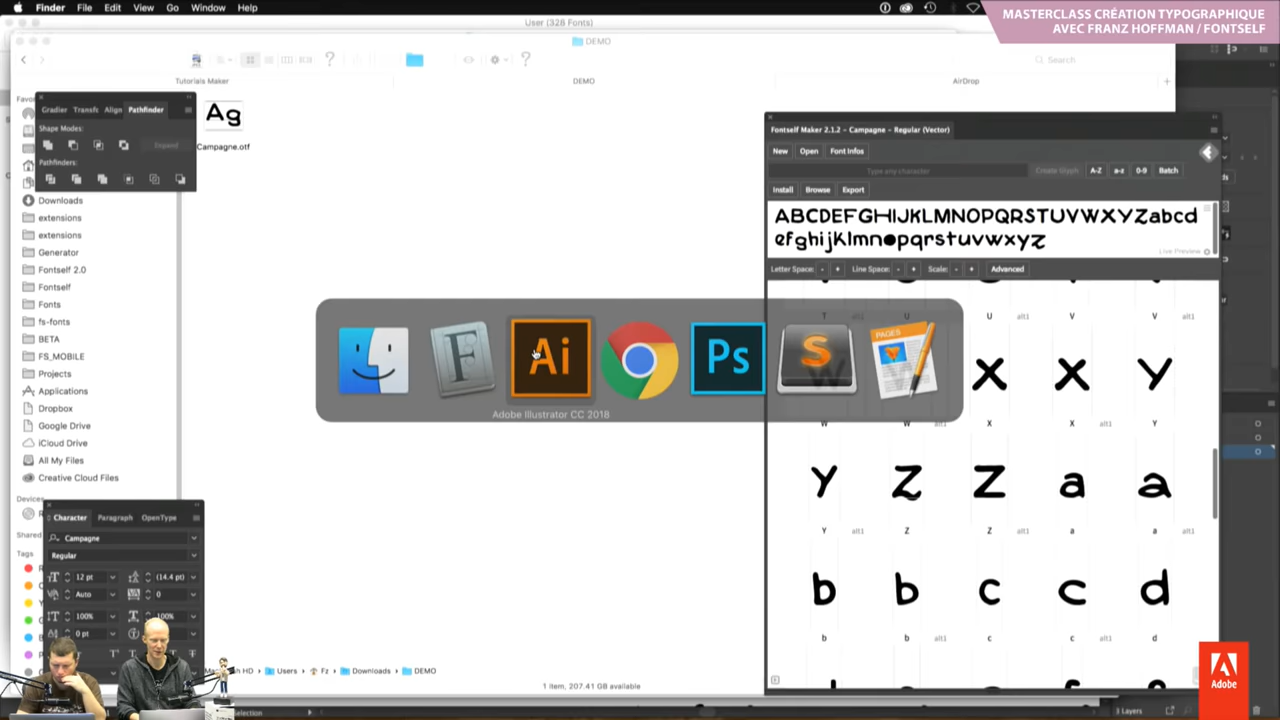 Finder File Edit View Go Window Help
MASTERCLASS CRÉATION TYPOGRAPHIQUE
AVEC FRANZ HOFFMAN / FONTSELF
User (328 Fonts)
DEMO
Search
Tutorials Maker
DEMO
AirDrop
Gradier Transfo Align Pathfinder
Shape Modes:
Expand
Pathfinders:
Ag
Campagne.otf
Downloads
extensions
extensions
Generator
Fontself 2.0
Fontself
Fonts
fs-fonts
BETA
FS_MOBILE
Projects
Applications
Dropbox
Google Drive
iCloud Drive
All My Files
Creative Cloud Files
Devices
Shared
Tags
Fontself Maker 2.1.2 – Campagne - Regular (Vector)
New Open Font Infos
Type any character Create Glyph A-Z a-z 0-9 Batch
Install Browse Export
ABCDEFGHIJKLMNOPQRSTUVWXYZabcd
efghijklmnopqrstuvwxyz
Live Preview
Letter Space: - + Line Space: - + Scale: - + Advanced
T U U alt1 V V alt1
F Ai Ps S PAGES
Adobe Illustrator CC 2018
X X Y
W W alt1 X X alt1 Y
Y Z Z a a
Y alt1 Z Z alt1 a a alt1
b b c c d
b b alt1 c c alt1 d
Character Paragraph OpenType
Campagne
Regular
12 pt (14.4 pt)
Auto 0
100% 100%
0 pt
HD › Users › Fz › Downloads › DEMO
1 item, 207.41 GB available
Layers
Adobe